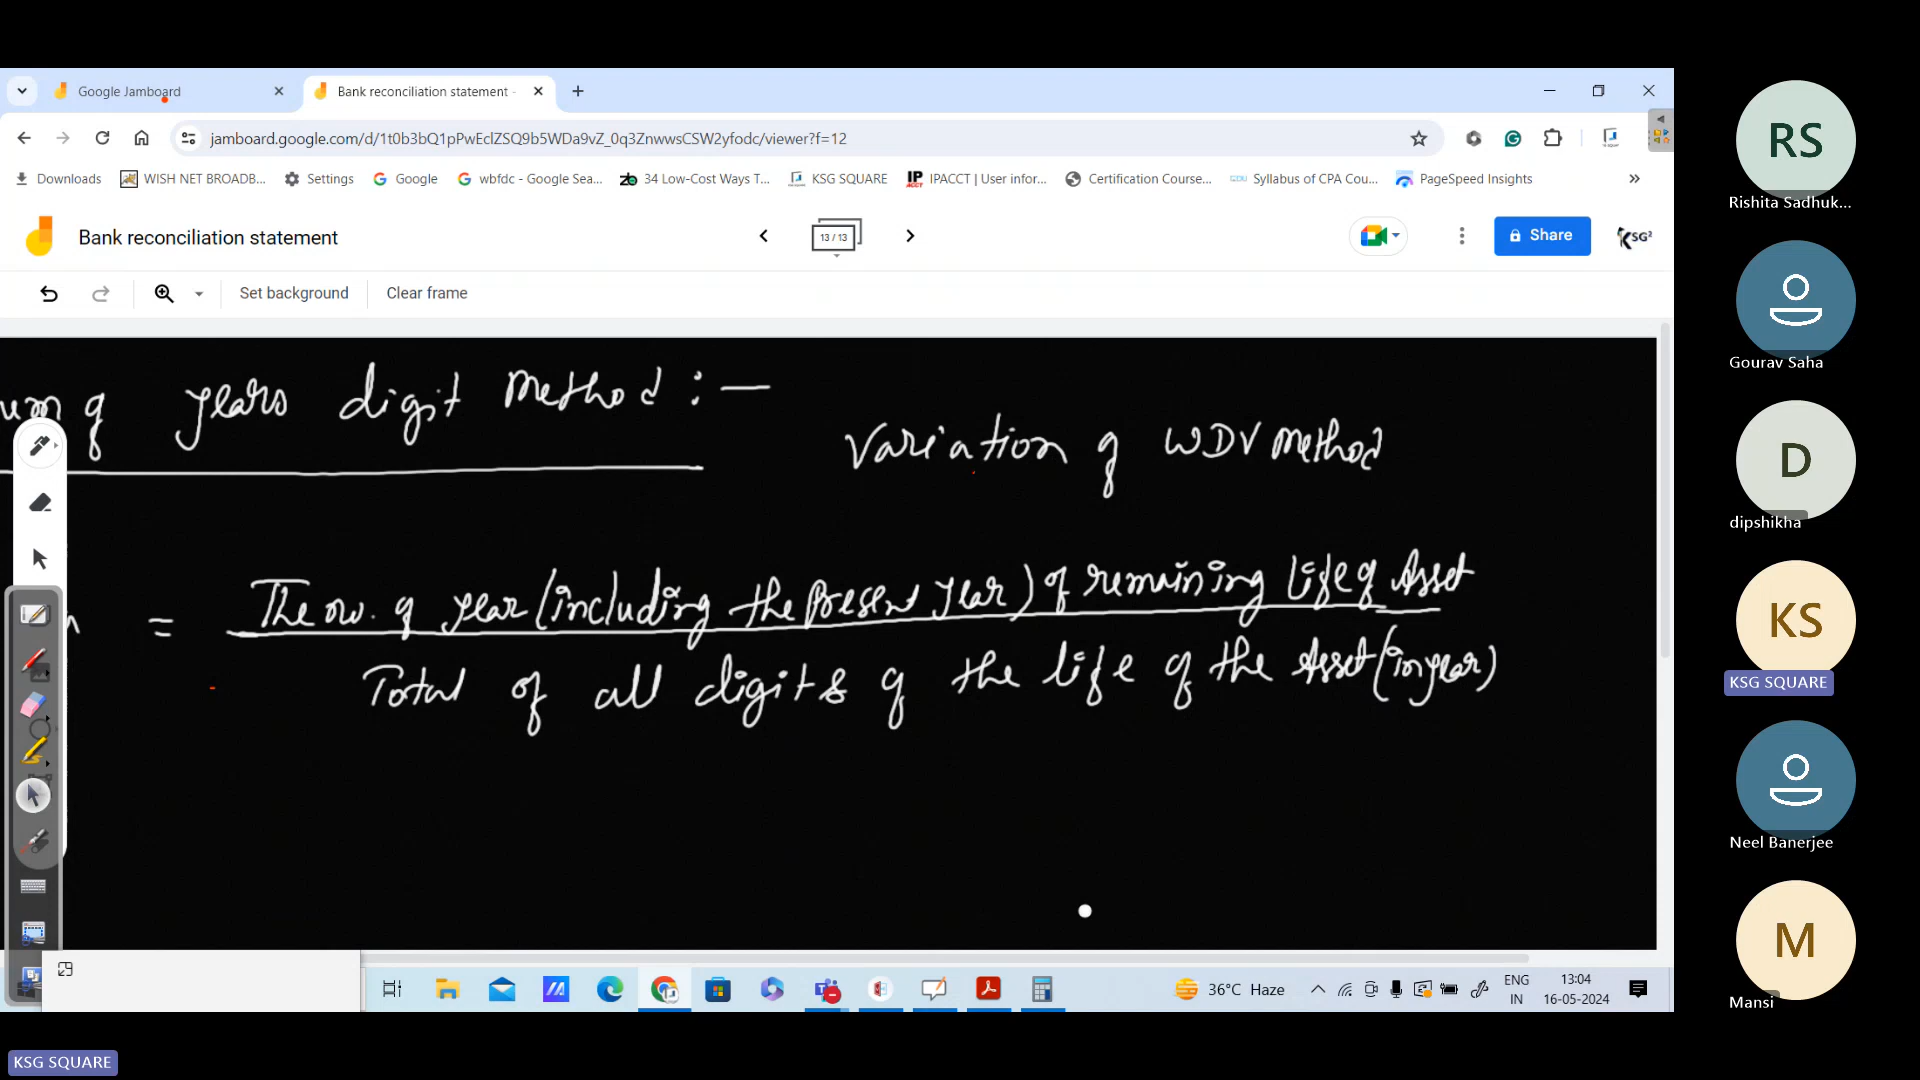 Google Jamboard
Bank reconciliation statement -
jamboard.google.com/d/1t0b3bQ1pPwEclZSQ9b5WDa9vZ_0q3ZnwwsCSW2yfodc/viewer?f=12
Downloads WISH NET BROADB... Settings Google wbfdc - Google Sea... 34 Low-Cost Ways T... KSG SQUARE IPACCT | User infor... Certification Course... Syllabus of CPA Cou... PageSpeed Insights
Bank reconciliation statement
13 / 13
Share
KSG²
Set background Clear frame
um of years digit Method :—
Variation of WDV Method
n = The no. of year (including the Present Year) of remaining life of Asset
Total of all digits of the life of the Asset (in year)
36°C Haze
ENG
IN
13:04
16-05-2024
RS
Rishita Sadhuk...
Gourav Saha
D
dipshikha
KS
KSG SQUARE
Neel Banerjee
M
Mansi
KSG SQUARE